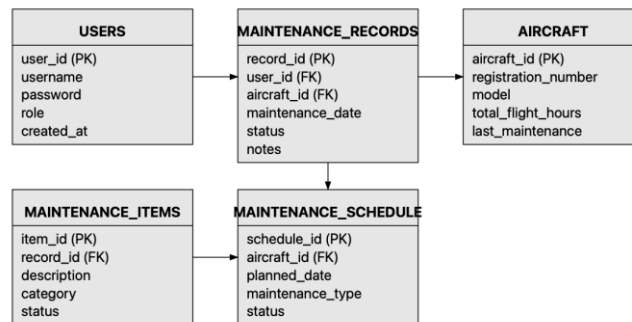 USERS
user_id (PK)
username
password
role
created_at
MAINTENANCE_RECORDS
record_id (PK)
user_id (FK)
aircraft_id (FK)
maintenance_date
status
notes
AIRCRAFT
aircraft_id (PK)
registration_number
model
total_flight_hours
last_maintenance
MAINTENANCE_ITEMS
item_id (PK)
record_id (FK)
description
category
status
MAINTENANCE_SCHEDULE
schedule_id (PK)
aircraft_id (FK)
planned_date
maintenance_type
status